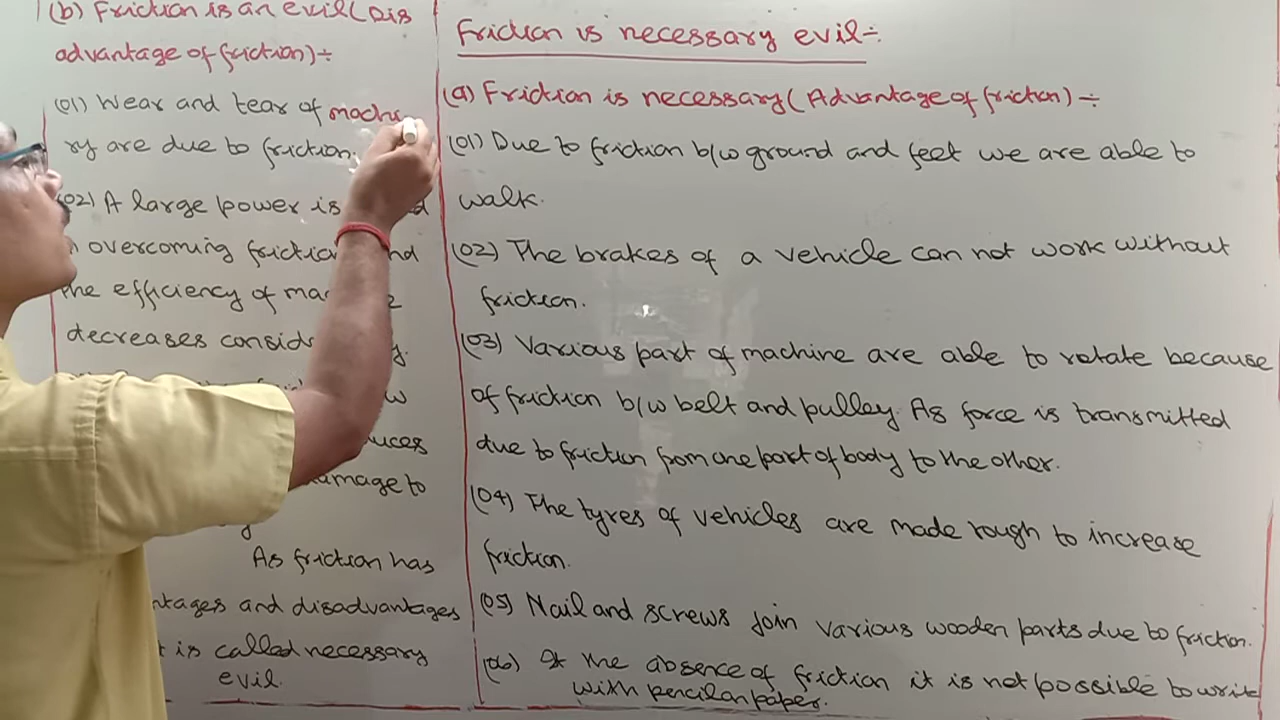 (b) Friction is an evil (Dis
advantage of friction) ÷
(01) Wear and tear of machi
ry are due to friction.
(02) A large power is
overcoming friction
the efficiency of
decreases
damage to
As friction has
and disadvantages
is called necessary
evil.
Friction is necessary evil ÷
(a) Friction is necessary (Advantage of friction) ÷
(01) Due to friction b/w ground and feet we are able to
walk.
(02) The brakes of a vehicle can not work without
friction.
(03) Various part of machine are able to rotate because
of friction b/w belt and pulley. As force is transmitted
due to friction from one part of body to the other.
(04) The tyres of vehicles are made rough to increase
friction.
(05) Nail and screws join various wooden parts due to friction.
(06) It the absence of friction it is not possible to write
with pencil on paper.